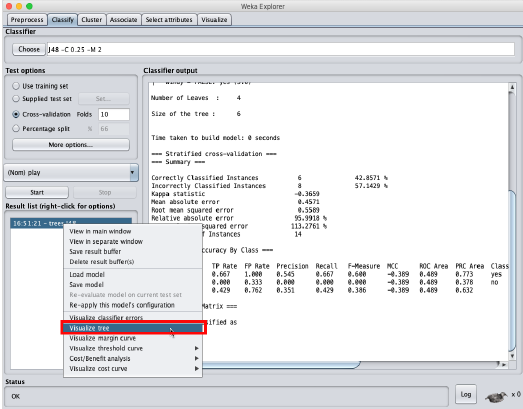 Weka Explorer
Preprocess Classify Cluster Associate Select attributes Visualize
Classifier
Choose J48 -C 0.25 -M 2
Test options
Use training set
Supplied test set Set...
Cross-validation Folds 10
Percentage split % 66
More options...
(Nom) play
Start Stop
Result list (right-click for options)
16:51:21 - trees.J48
View in main window
View in separate window
Save result buffer
Delete result buffer(s)
Load model
Save model
Re-evaluate model on current test set
Re-apply this model's configuration
Visualize classifier errors
Visualize tree
Visualize margin curve
Visualize threshold curve
Cost/Benefit analysis
Visualize cost curve
Classifier output
Number of Leaves : 4
Size of the tree : 6
Time taken to build model: 0 seconds
=== Stratified cross-validation ===
=== Summary ===
Correctly Classified Instances 6 42.8571 %
Incorrectly Classified Instances 8 57.1429 %
Kappa statistic -0.3659
Mean absolute error 0.4571
Root mean squared error 0.5589
Relative absolute error 95.9918 %
squared error 113.2761 %
f Instances 14
curacy By Class ===
TP Rate FP Rate Precision Recall F-Measure MCC ROC Area PRC Area Class
0.667 1.000 0.545 0.667 0.600 -0.389 0.489 0.773 yes
0.000 0.333 0.000 0.000 0.000 -0.389 0.489 0.378 no
0.429 0.762 0.351 0.429 0.386 -0.389 0.489 0.632
Matrix ===
sified as
Status
OK
Log
x 0